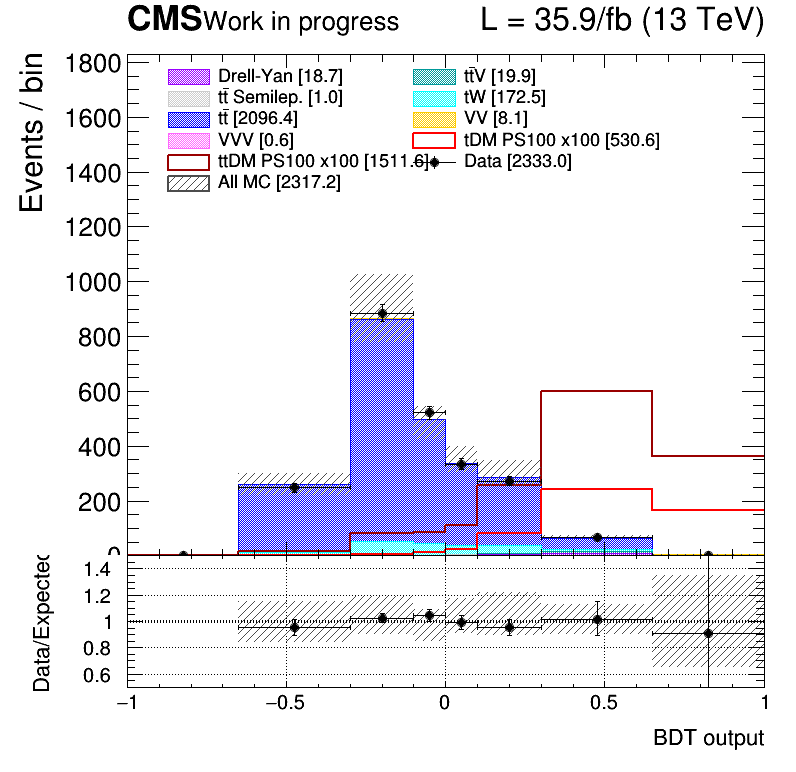 CMS Work in progress L = 35.9/fb (13 TeV)
Events / bin
1800
1600
1400
1200
1000
800
600
400
200
0
Drell-Yan [18.7] tt̄V [19.9]
tt̄ Semilep. [1.0] tW [172.5]
tt̄ [2096.4] VV [8.1]
VVV [0.6] tDM PS100 x100 [530.6]
ttDM PS100 x100 [1511.6] Data [2333.0]
All MC [2317.2]
Data/Expected
1.4
1.2
1
0.8
0.6
−1 −0.5 0 0.5 1
BDT output